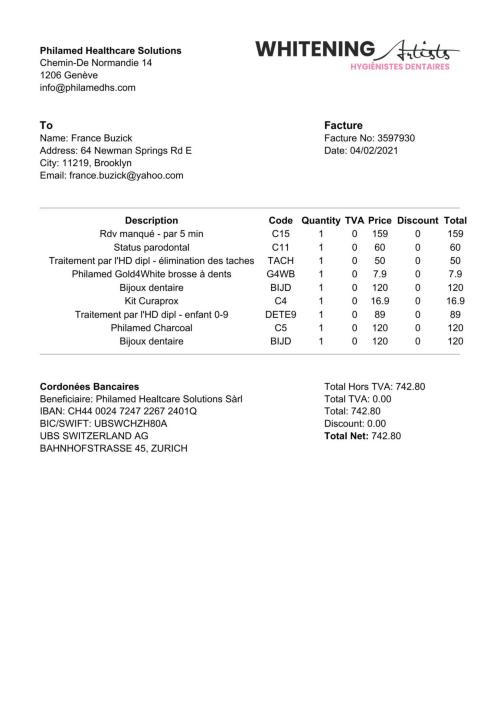 Philamed Healthcare Solutions
Chemin-De Normandie 14
1206 Genève
info@philamedhs.com
WHITENING Artists
HYGIÉNISTES DENTAIRES
To
Name: France Buzick
Address: 64 Newman Springs Rd E
City: 11219, Brooklyn
Email: france.buzick@yahoo.com
Facture
Facture No: 3597930
Date: 04/02/2021
Description Code Quantity TVA Price Discount Total
Rdv manqué - par 5 min C15 1 0 159 0 159
Status parodontal C11 1 0 60 0 60
Traitement par l'HD dipl - élimination des taches TACH 1 0 50 0 50
Philamed Gold4White brosse à dents G4WB 1 0 7.9 0 7.9
Bijoux dentaire BIJD 1 0 120 0 120
Kit Curaprox C4 1 0 16.9 0 16.9
Traitement par l'HD dipl - enfant 0-9 DETE9 1 0 89 0 89
Philamed Charcoal C5 1 0 120 0 120
Bijoux dentaire BIJD 1 0 120 0 120
Cordonées Bancaires
Beneficiaire: Philamed Healtcare Solutions Sàrl
IBAN: CH44 0024 7247 2267 2401Q
BIC/SWIFT: UBSWCHZH80A
UBS SWITZERLAND AG
BAHNHOFSTRASSE 45, ZURICH
Total Hors TVA: 742.80
Total TVA: 0.00
Total: 742.80
Discount: 0.00
Total Net: 742.80